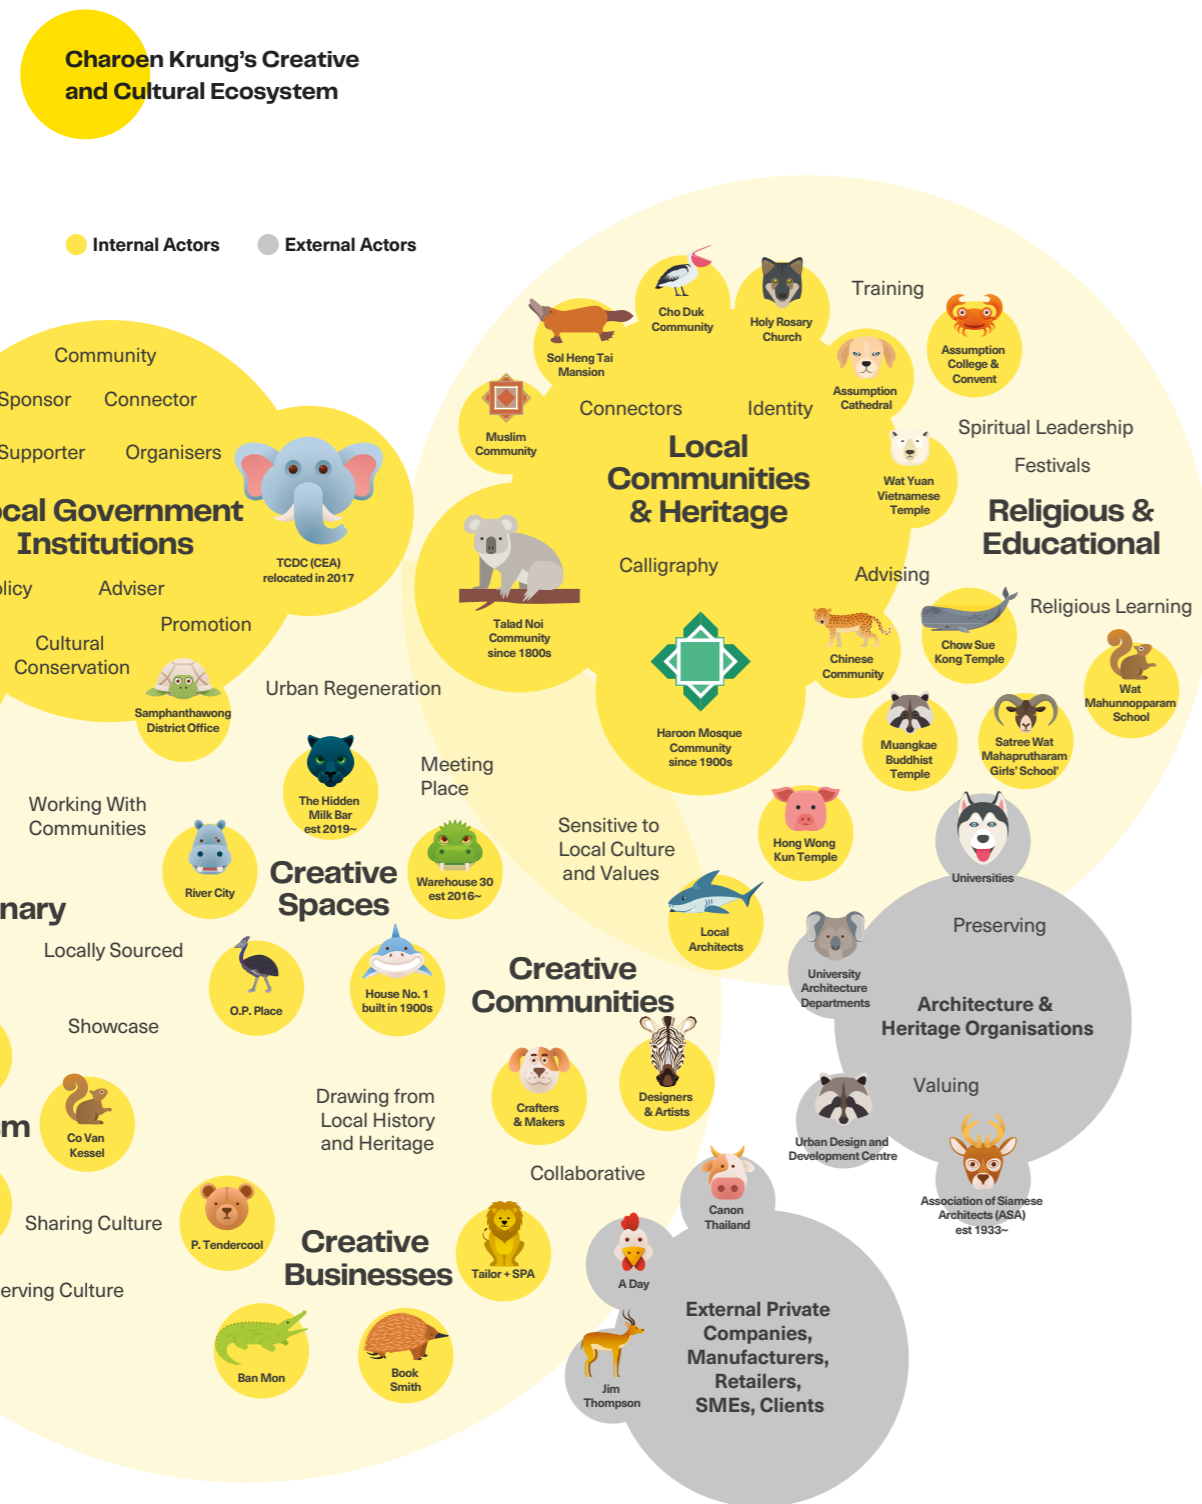 Charoen Krung's Creative
and Cultural Ecosystem
Internal Actors
External Actors
Community
Sponsor
Connector
Supporter
Organisers
Government
Institutions
Adviser
Promotion
Cultural
Conservation
TCDC (CEA)
relocated in 2017
Samphanthawong
District Office
Cho Duk
Community
Holy Rosary
Church
Training
Sol Heng Tai
Mansion
Assumption
College &
Convent
Assumption
Cathedral
Muslim
Community
Connectors
Identity
Local
Communities
& Heritage
Calligraphy
Wat Yuan
Vietnamese
Temple
Spiritual Leadership
Festivals
Religious &
Educational
Advising
Religious Learning
Talad Noi
Community
since 1800s
Haroon Mosque
Community
since 1900s
Chinese
Community
Chow Sue
Kong Temple
Wat
Mahunnopparam
School
Muangkae
Buddhist
Temple
Satree Wat
Mahaprutharam
Girls' School'
Hong Wong
Kun Temple
Urban Regeneration
The Hidden
Milk Bar
est 2019~
Meeting
Place
Working With
Communities
River City
Creative
Spaces
Warehouse 30
est 2016~
Sensitive to
Local Culture
and Values
Local
Architects
Universities
Preserving
University
Architecture
Departments
Architecture &
Heritage Organisations
Valuing
Urban Design and
Development Centre
Association of Siamese
Architects (ASA)
est 1933~
Locally Sourced
O.P. Place
House No. 1
built in 1900s
Creative
Communities
Showcase
Co Van
Kessel
Drawing from
Local History
and Heritage
Crafters
& Makers
Designers
& Artists
Collaborative
Sharing Culture
P. Tendercool
Creative
Businesses
Tailor + SPA
Culture
Ban Mon
Book
Smith
Canon
Thailand
A Day
Jim
Thompson
External Private
Companies,
Manufacturers,
Retailers,
SMEs, Clients